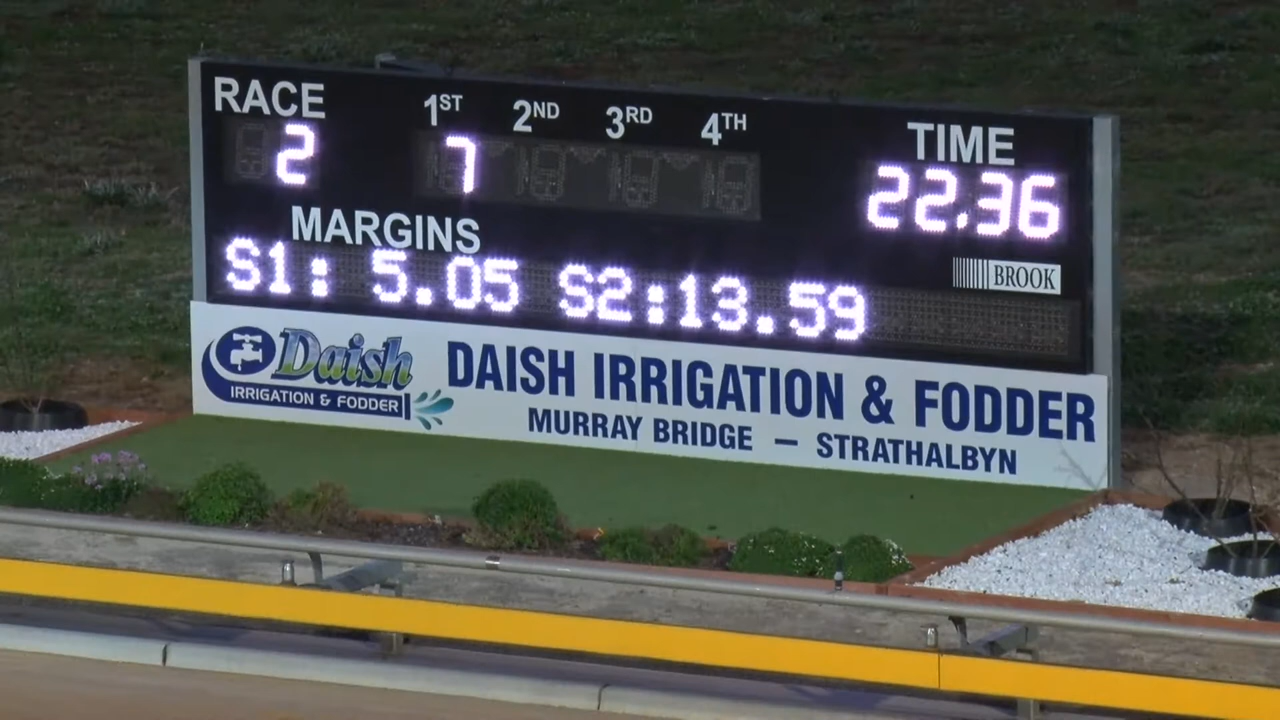 RACE 1ST 2ND 3RD 4TH TIME
2 7 22.36
MARGINS
BROOK
S1: 5.05 S2:13.59
Daish
IRRIGATION & FODDER
DAISH IRRIGATION & FODDER
MURRAY BRIDGE — STRATHALBYN